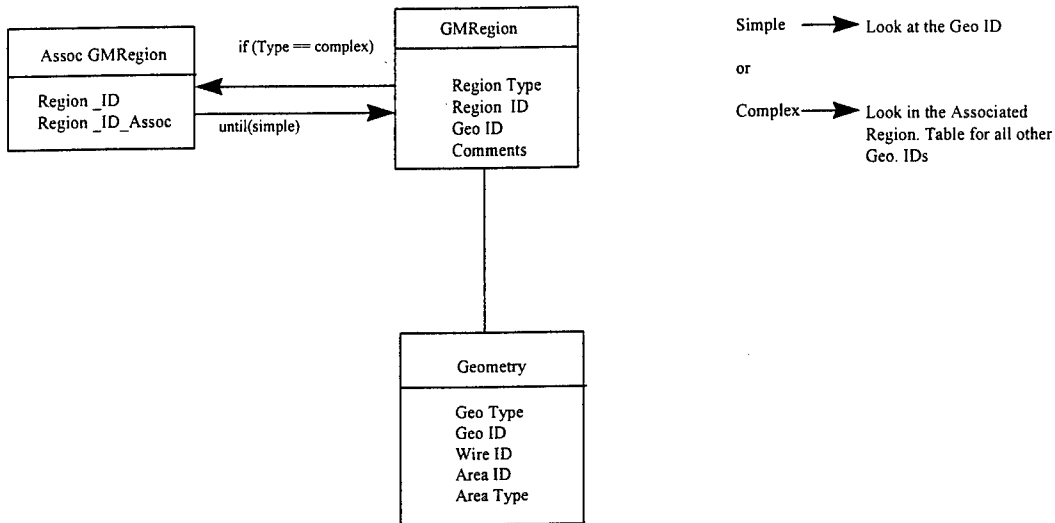 Assoc GMRegion
Region _ID
Region _ID_Assoc
if (Type == complex)
until(simple)
GMRegion
Region Type
Region ID
Geo ID
Comments
Geometry
Geo Type
Geo ID
Wire ID
Area ID
Area Type
Simple
Look at the Geo ID
or
Complex
Look in the Associated
Region. Table for all other
Geo. IDs